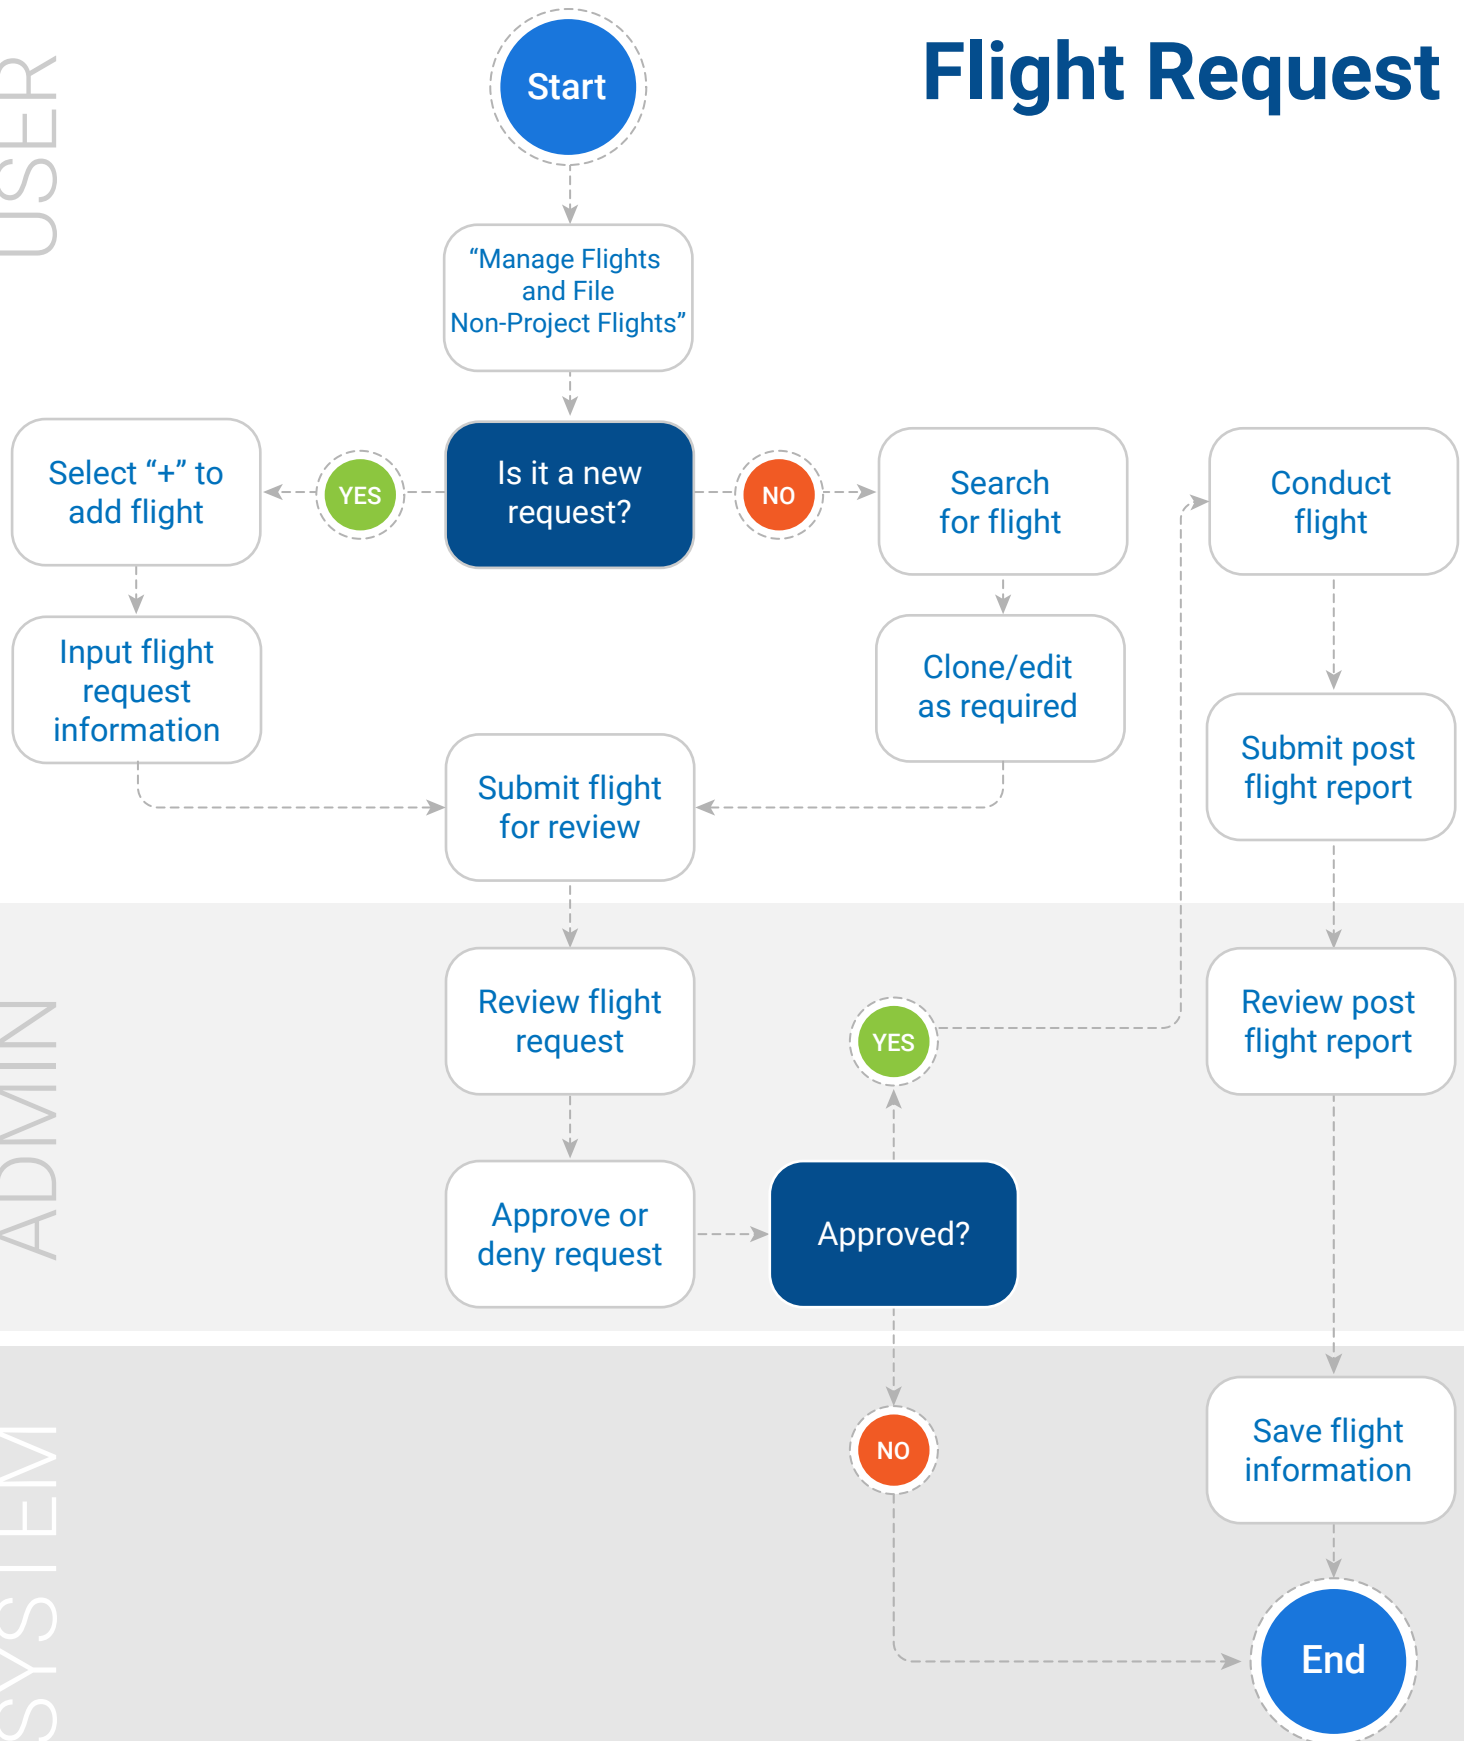 Flight Request
USER
Start
“Manage Flights
and File
Non-Project Flights”
Is it a new
request?
YES
NO
Select “+” to
add flight
Input flight
request
information
Search
for flight
Clone/edit
as required
Submit flight
for review
Conduct
flight
Submit post
flight report
ADMIN
Review flight
request
Approve or
deny request
Approved?
YES
Review post
flight report
SYSTEM
NO
Save flight
information
End